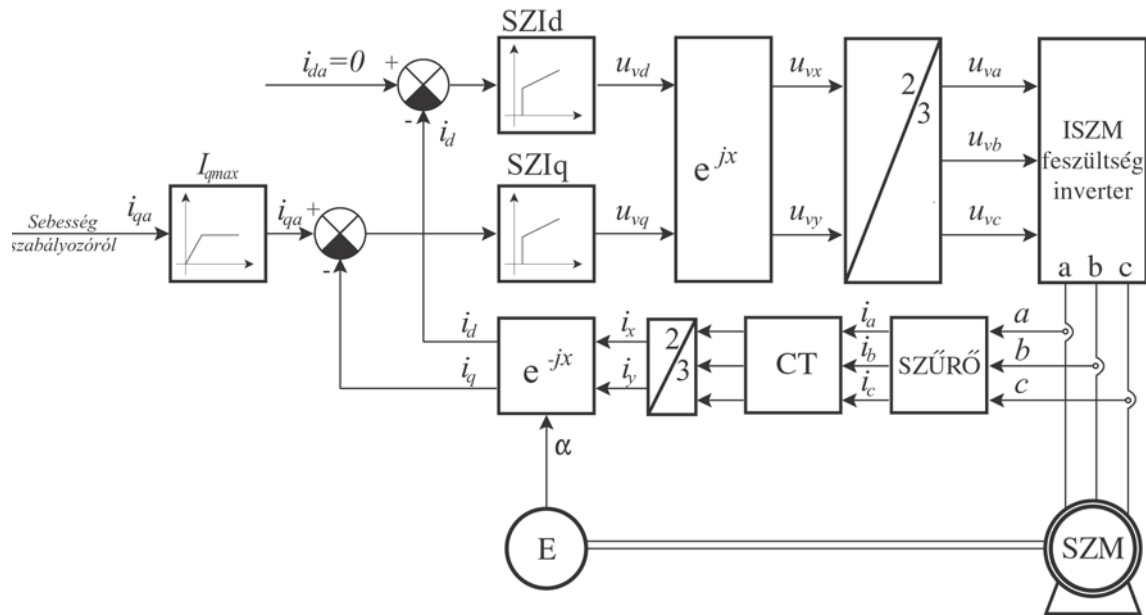 SZId
i_da=0
+
-
i_d
u_vd
e^jx
u_vx
2
3
u_va
u_vb
u_vc
ISZM
feszültség
inverter
a b c
SZIq
I_qmax
Sebesség
szabályozóról
i_qa
i_qa
+
-
u_vq
u_vy
i_d
i_q
e^-jx
i_x
i_y
2
3
CT
i_a
i_b
i_c
SZŰRŐ
a
b
c
α
E
SZM